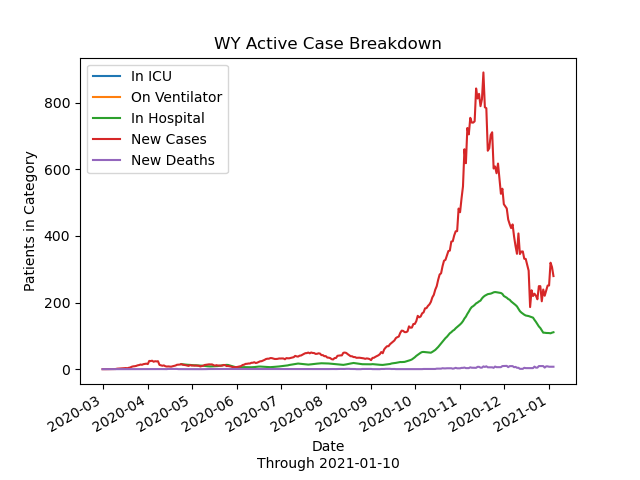 WY Active Case Breakdown
In ICU
On Ventilator
In Hospital
New Cases
New Deaths
Patients in Category
800
600
400
200
0
2020-03
2020-04
2020-05
2020-06
2020-07
2020-08
2020-09
2020-10
2020-11
2020-12
2021-01
Date
Through 2021-01-10